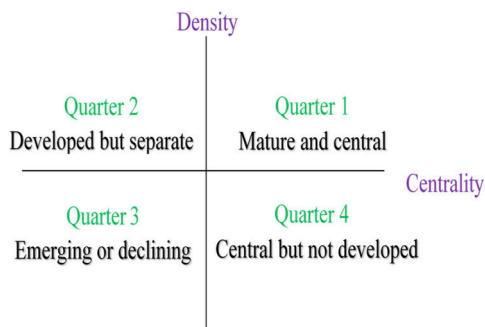 Density
Quarter 2
Developed but separate
Quarter 1
Mature and central
Centrality
Quarter 3
Emerging or declining
Quarter 4
Central but not developed